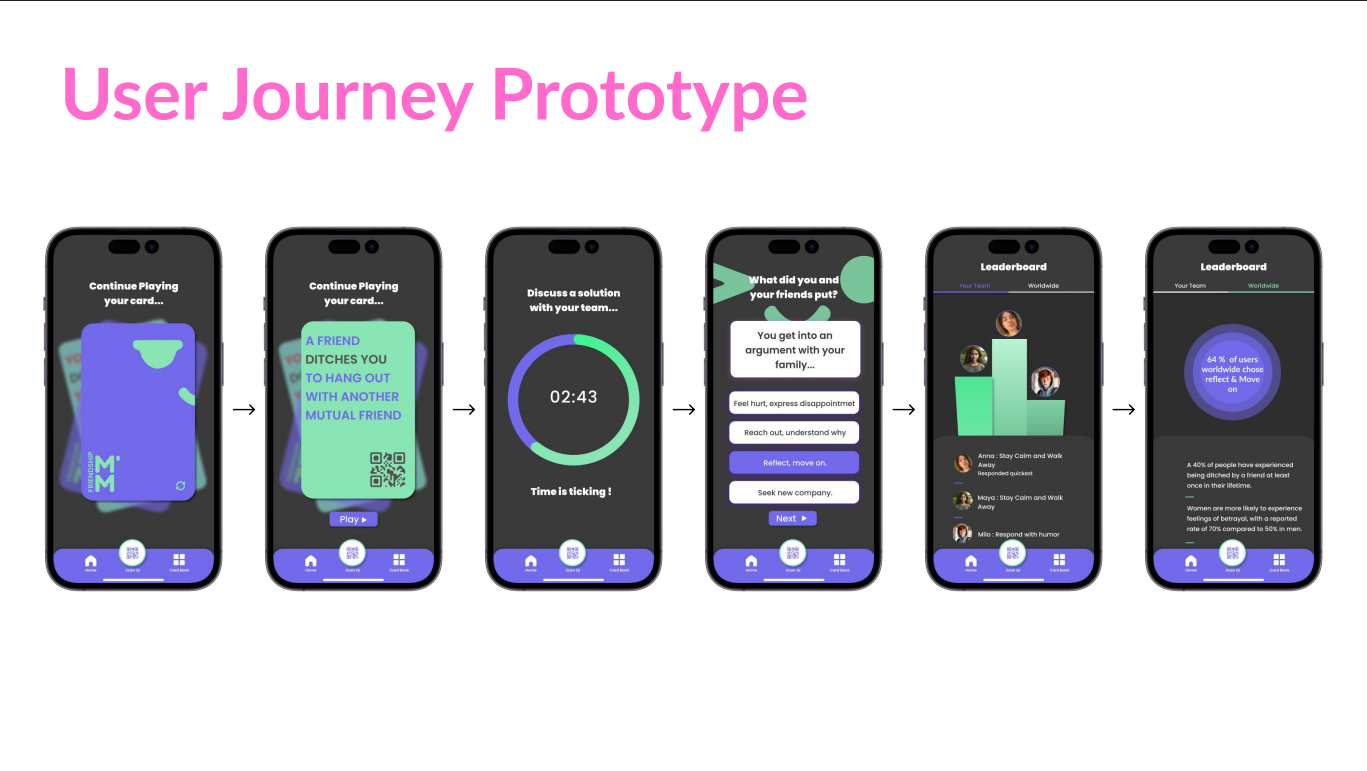 User Journey Prototype
Continue Playing
your card...
FRIENDSHIP
M'
M
Home
Scan Qr
Card Bank
Continue Playing
your card...
A FRIEND
DITCHES YOU
TO HANG OUT
WITH ANOTHER
MUTUAL FRIEND
Play
Home
Scan Qr
Card Bank
Discuss a solution
with your team...
02:43
Time is ticking !
Home
Scan Qr
Card Bank
What did you and
your friends put?
You get into an
argument with your
family...
Feel hurt, express disappointmet
Reach out, understand why
Reflect, move on.
Seek new company.
Next
Home
Scan Qr
Card Bank
Leaderboard
Your Team
Worldwide
Anna : Stay Calm and Walk
Away
Responded quickest
Maya : Stay Calm and Walk
Away
Milo : Respond with humor
Home
Scan Qr
Card Bank
Leaderboard
Your Team
Worldwide
64 % of users
worldwide chose
reflect & Move
on
A 40% of people have experienced
being ditched by a friend at least
once in their lifetime.
Women are more likely to experience
feelings of betrayal, with a reported
rate of 70% compared to 50% in men.
Home
Scan Qr
Card Bank